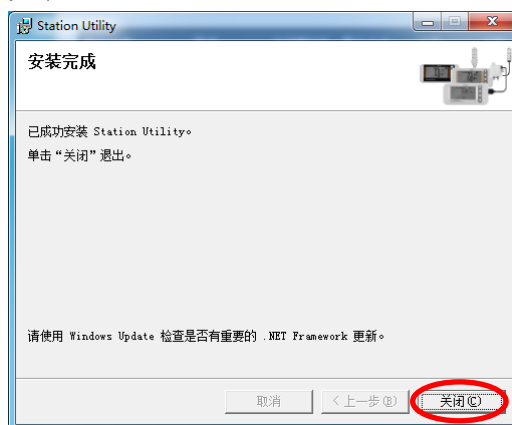 Station Utility
安装完成
已成功安装 Station Utility。
单击“关闭”退出。
请使用 Windows Update 检查是否有重要的 .NET Framework 更新。
取消
<上一步(B)
关闭(C)